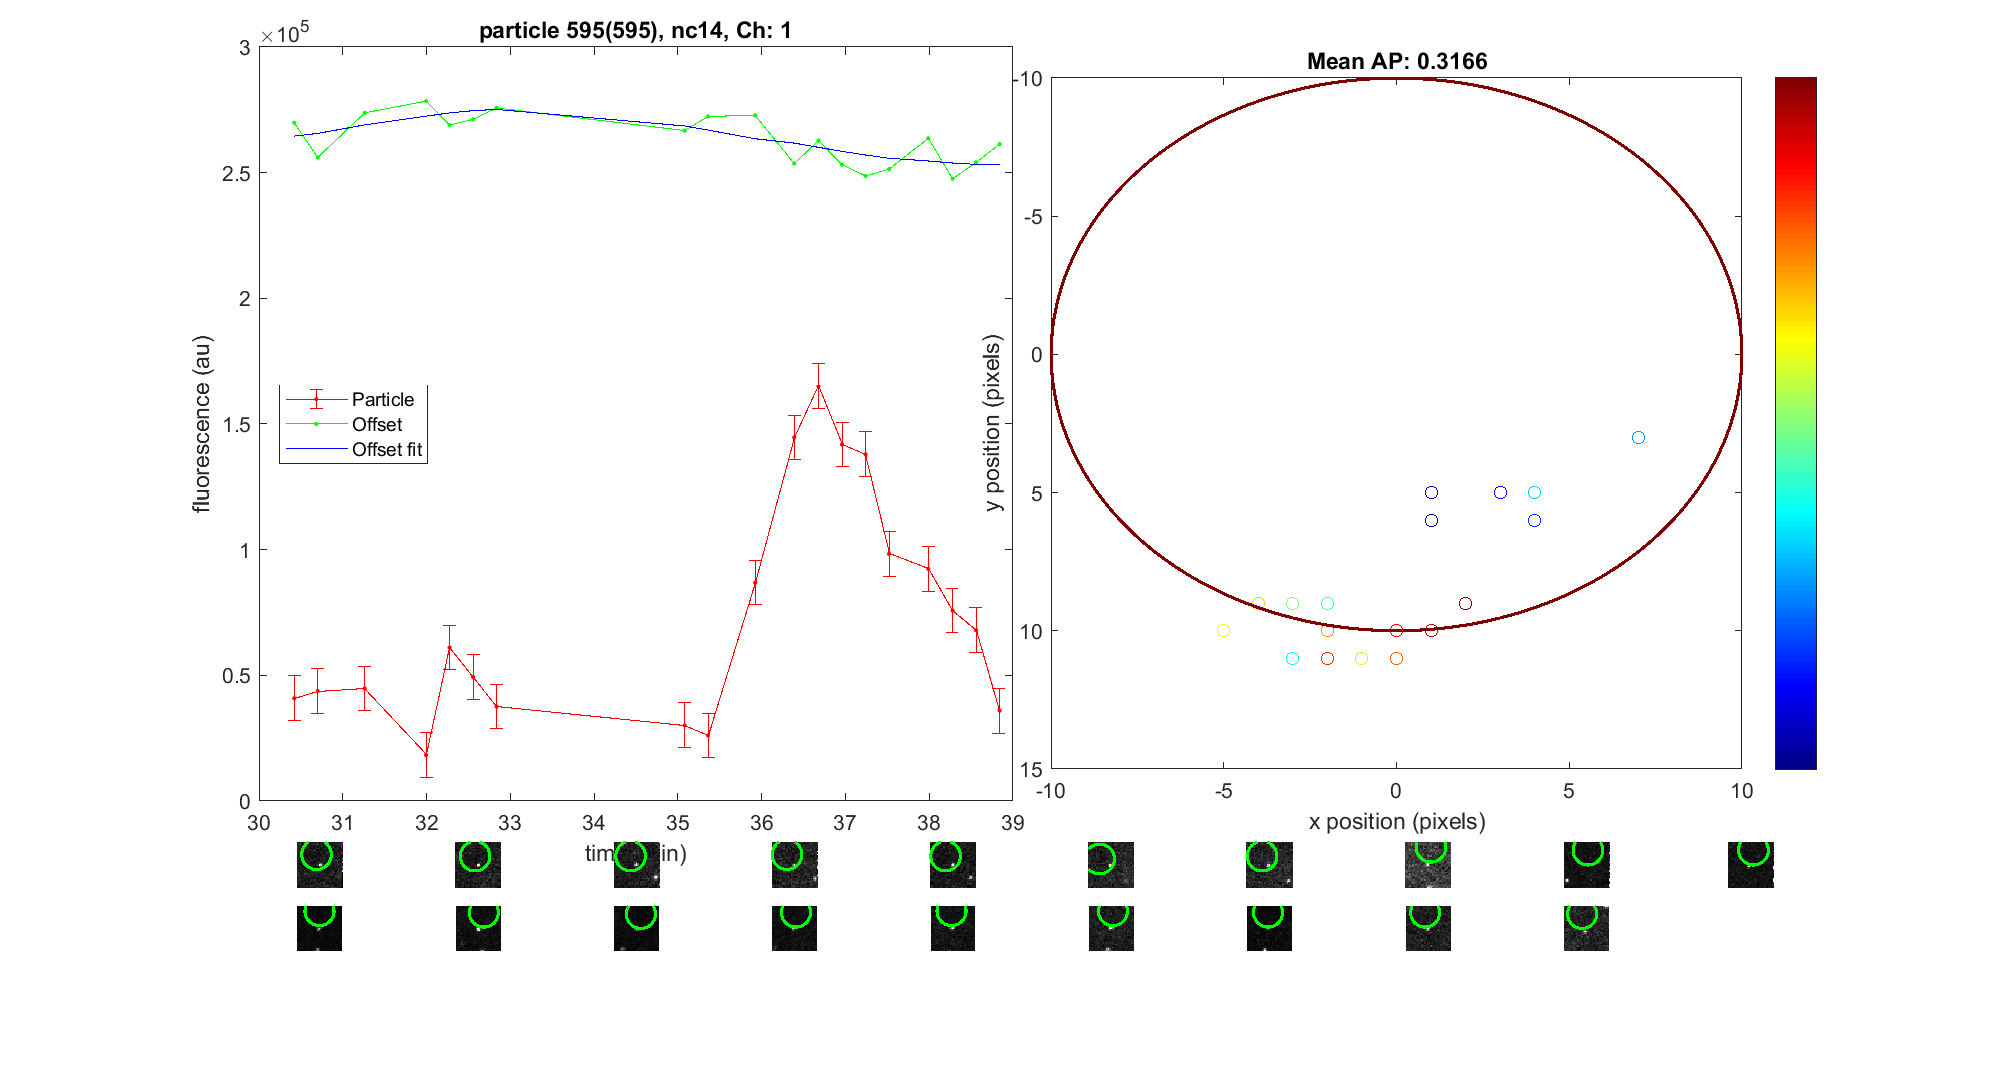 particle 595(595), nc14, Ch: 1
×10^5
3
2.5
2
1.5
1
0.5
0
fluorescence (au)
Particle
Offset
Offset fit
30 31 32 33 34 35 36 37 38 39
tim in)
Mean AP: 0.3166
-10
-5
0
5
10
15
y position (pixels)
-10 -5 0 5 10
x position (pixels)